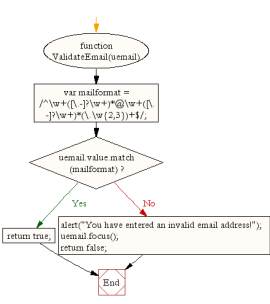 function
ValidateEmail(uemail)
var mailformat =
/^\w+([\.-]?\w+)*@\w+([\.
-]?\w+)*(\.\w{2,3})+$/;
uemail.value.match
(mailformat) ?
Yes
No
return true;
alert("You have entered an invalid email address!");
uemail.focus();
return false;
End